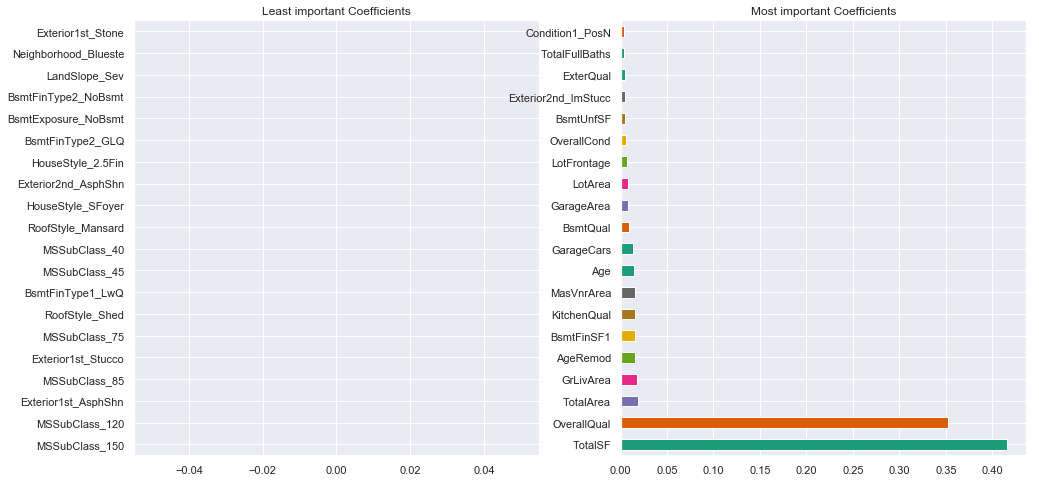 Least important Coefficients
Exterior1st_Stone
Neighborhood_Blueste
LandSlope_Sev
BsmtFinType2_NoBsmt
BsmtExposure_NoBsmt
BsmtFinType2_GLQ
HouseStyle_2.5Fin
Exterior2nd_AsphShn
HouseStyle_SFoyer
RoofStyle_Mansard
MSSubClass_40
MSSubClass_45
BsmtFinType1_LwQ
RoofStyle_Shed
MSSubClass_75
Exterior1st_Stucco
MSSubClass_85
Exterior1st_AsphShn
MSSubClass_120
MSSubClass_150
−0.04 −0.02 0.00 0.02 0.04
Most important Coefficients
Condition1_PosN
TotalFullBaths
ExterQual
Exterior2nd_ImStucc
BsmtUnfSF
OverallCond
LotFrontage
LotArea
GarageArea
BsmtQual
GarageCars
Age
MasVnrArea
KitchenQual
BsmtFinSF1
AgeRemod
GrLivArea
TotalArea
OverallQual
TotalSF
0.00 0.05 0.10 0.15 0.20 0.25 0.30 0.35 0.40